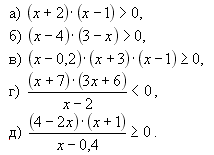 а) (x + 2)·(x − 1) > 0,
б) (x − 4)·(3 − x) > 0,
в) (x − 0,2)·(x + 3)·(x − 1) ≥ 0,
г) ((x + 7)·(3x + 6))/(x − 2) < 0,
д) ((4 − 2x)·(x + 1))/(x − 0,4) ≥ 0.